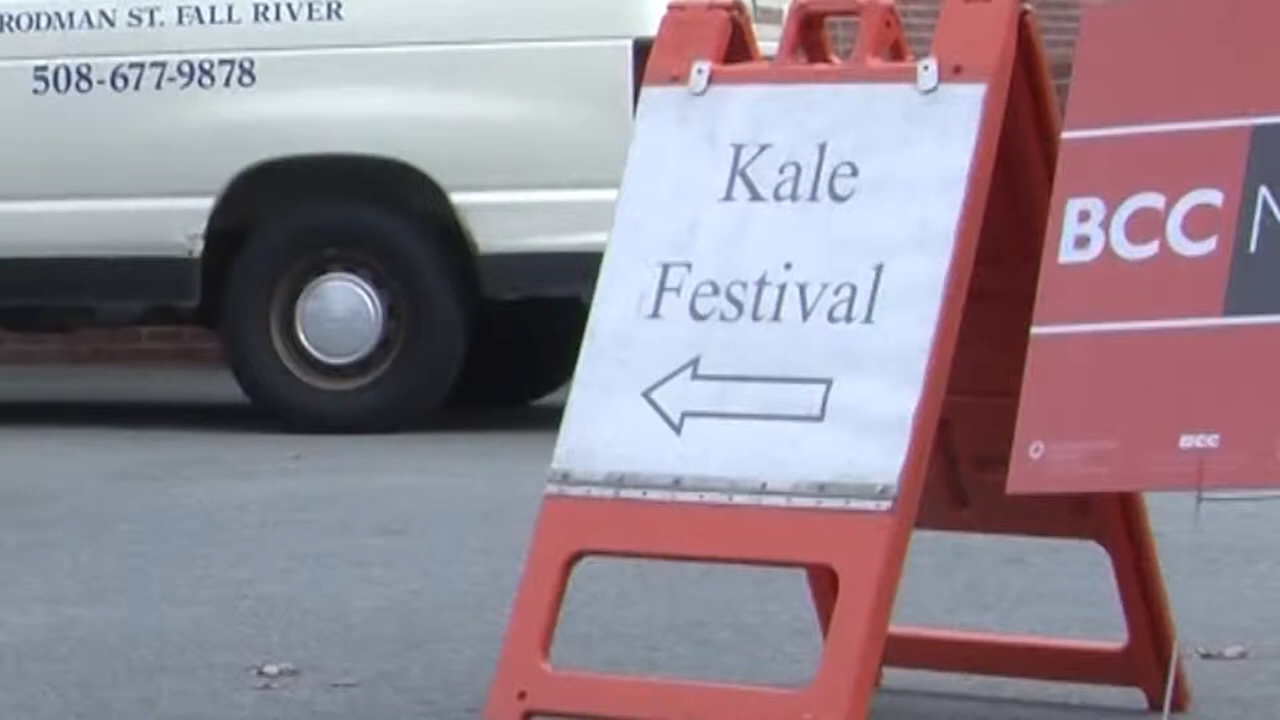 RODMAN ST. FALL RIVER
508-677-9878
Kale
Festival
BCC
BCC